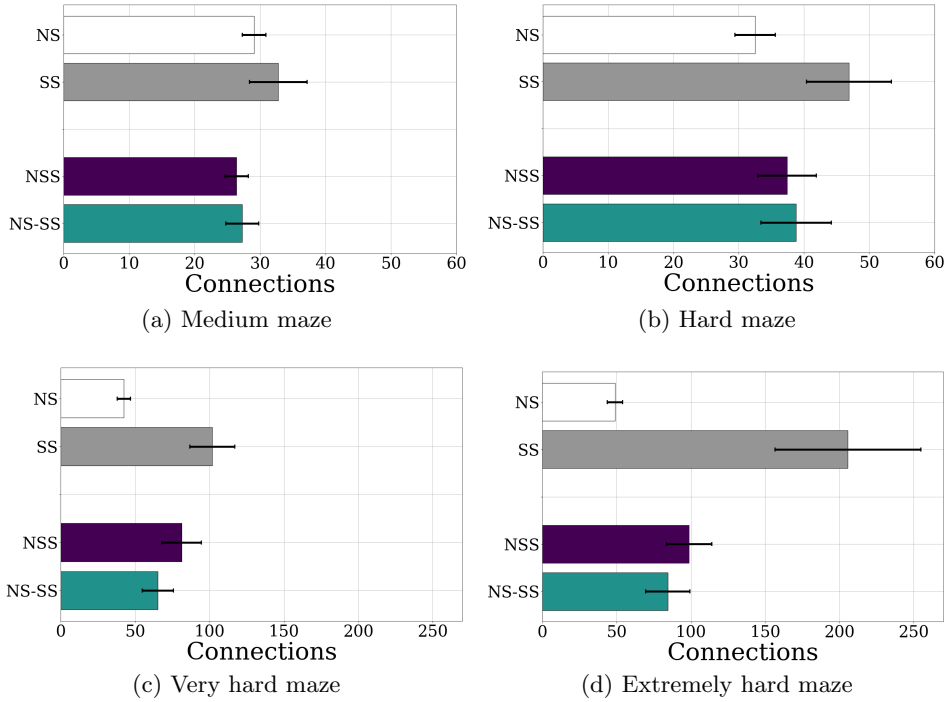 NS
SS
NSS
NS-SS
0 10 20 30 40 50 60
Connections
(a) Medium maze
NS
SS
NSS
NS-SS
0 10 20 30 40 50 60
Connections
(b) Hard maze
NS
SS
NSS
NS-SS
0 50 100 150 200 250
Connections
(c) Very hard maze
NS
SS
NSS
NS-SS
0 50 100 150 200 250
Connections
(d) Extremely hard maze